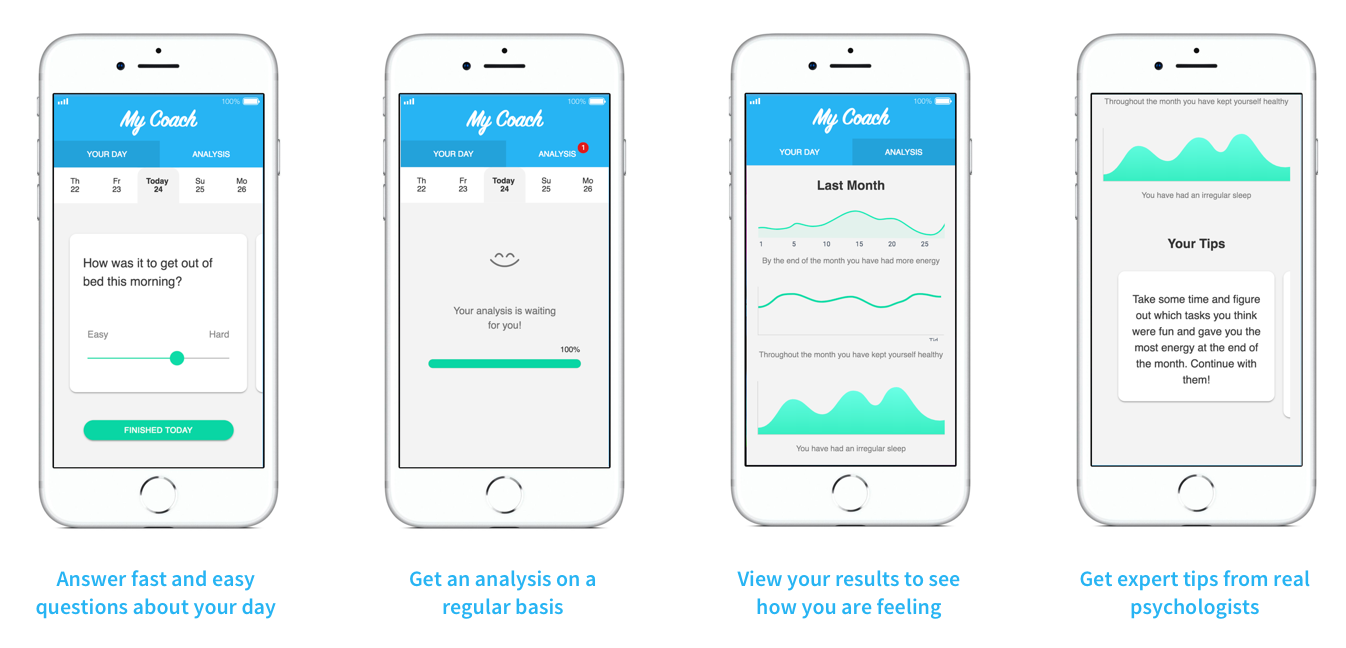 100%
My Coach
YOUR DAY ANALYSIS
Th Fr Today Su Mo
22 23 24 25 26
How was it to get out of
bed this morning?
Easy Hard
FINISHED TODAY
Answer fast and easy
questions about your day
100%
My Coach
YOUR DAY ANALYSIS 1
Th Fr Today Su Mo
22 23 24 25 26
Your analysis is waiting
for you!
100%
Get an analysis on a
regular basis
100%
My Coach
YOUR DAY ANALYSIS
Last Month
1 5 10 15 20 25
By the end of the month you have had more energy
Throughout the month you have kept yourself healthy
You have had an irregular sleep
View your results to see
how you are feeling
Throughout the month you have kept yourself healthy
You have had an irregular sleep
Your Tips
Take some time and figure
out which tasks you think
were fun and gave you the
most energy at the end of
the month. Continue with
them!
Get expert tips from real
psychologists